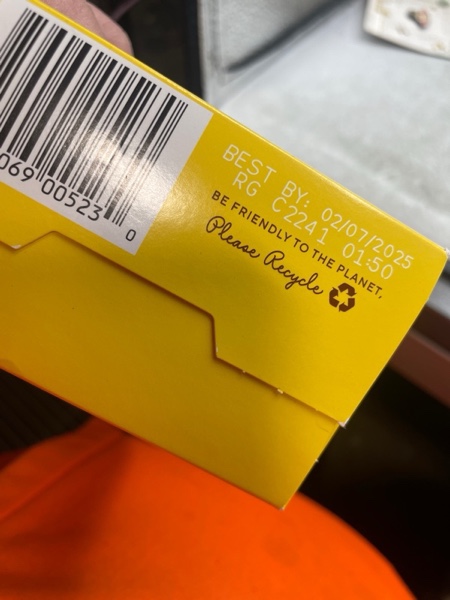 069 00523 0
BEST BY: 02/07/2025
RG C2241 01:50
BE FRIENDLY TO THE PLANET,
Please Recycle